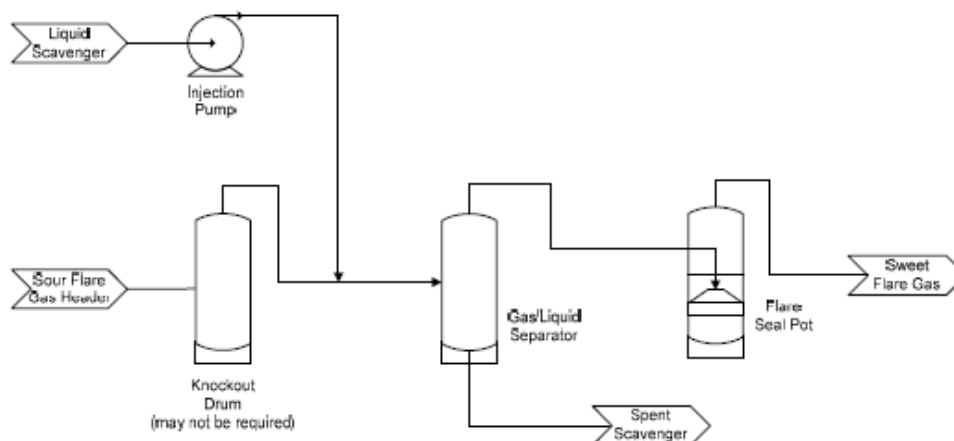 Liquid
Scavenger
Injection
Pump
Sour Flare
Gas Header
Knockout
Drum
(may not be required)
Gas/Liquid
Separator
Spent
Scavenger
Flare
Seal Pot
Sweet
Flare Gas